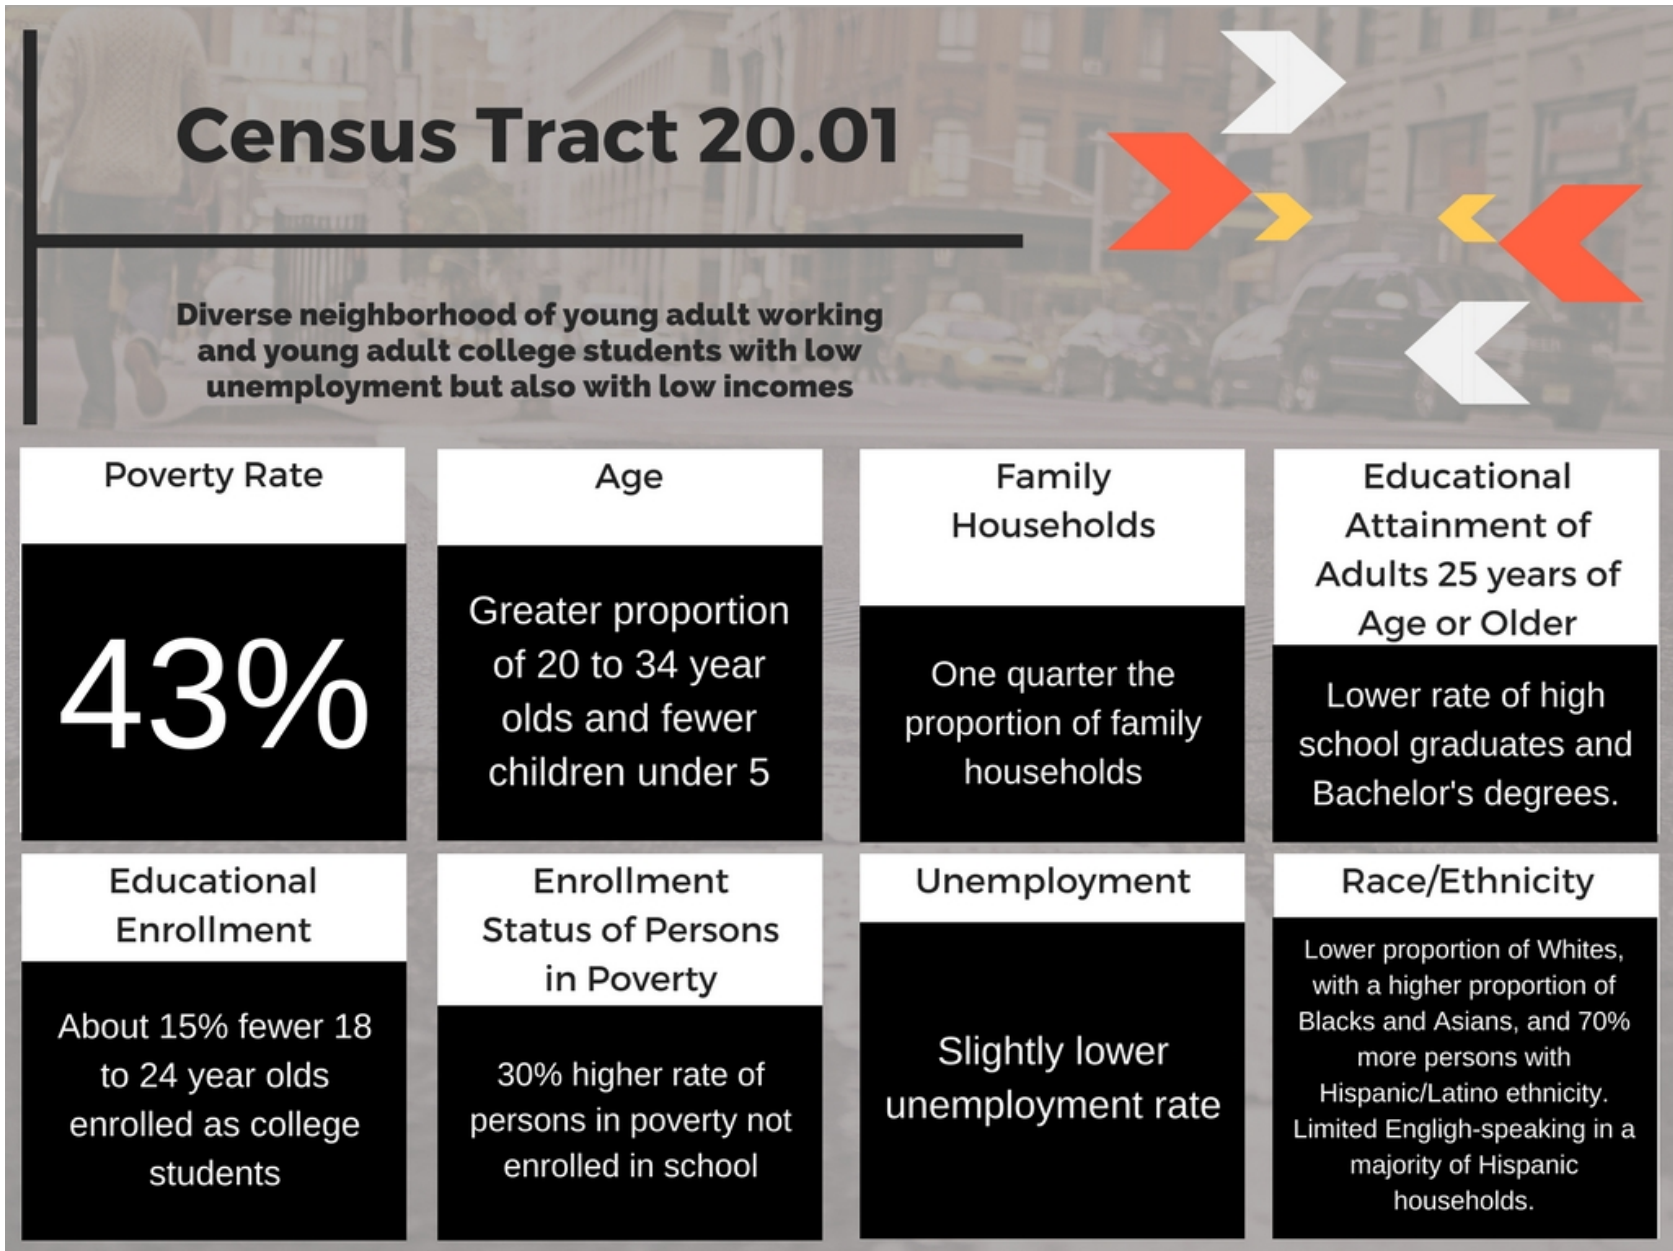 Census Tract 20.01
Diverse neighborhood of young adult working
and young adult college students with low
unemployment but also with low incomes
Poverty Rate
43%
Age
Greater proportion
of 20 to 34 year
olds and fewer
children under 5
Family
Households
One quarter the
proportion of family
households
Educational
Attainment of
Adults 25 years of
Age or Older
Lower rate of high
school graduates and
Bachelor's degrees.
Educational
Enrollment
About 15% fewer 18
to 24 year olds
enrolled as college
students
Enrollment
Status of Persons
in Poverty
30% higher rate of
persons in poverty not
enrolled in school
Unemployment
Slightly lower
unemployment rate
Race/Ethnicity
Lower proportion of Whites,
with a higher proportion of
Blacks and Asians, and 70%
more persons with
Hispanic/Latino ethnicity.
Limited Engligh-speaking in a
majority of Hispanic
households.